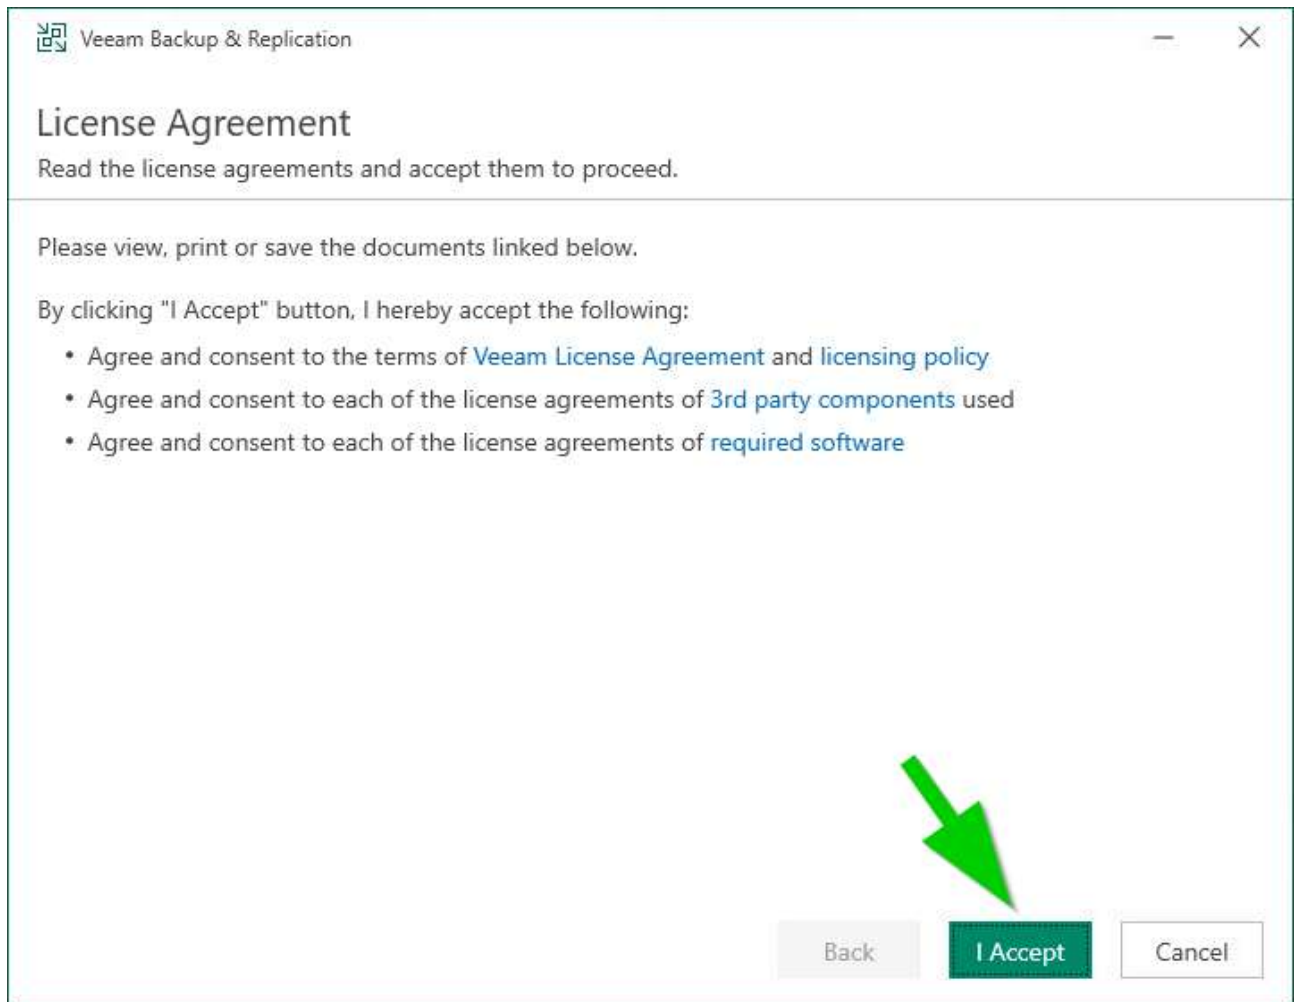 Veeam Backup & Replication
License Agreement
Read the license agreements and accept them to proceed.
Please view, print or save the documents linked below.
By clicking "I Accept" button, I hereby accept the following:
• Agree and consent to the terms of Veeam License Agreement and licensing policy
• Agree and consent to each of the license agreements of 3rd party components used
• Agree and consent to each of the license agreements of required software
Back
I Accept
Cancel